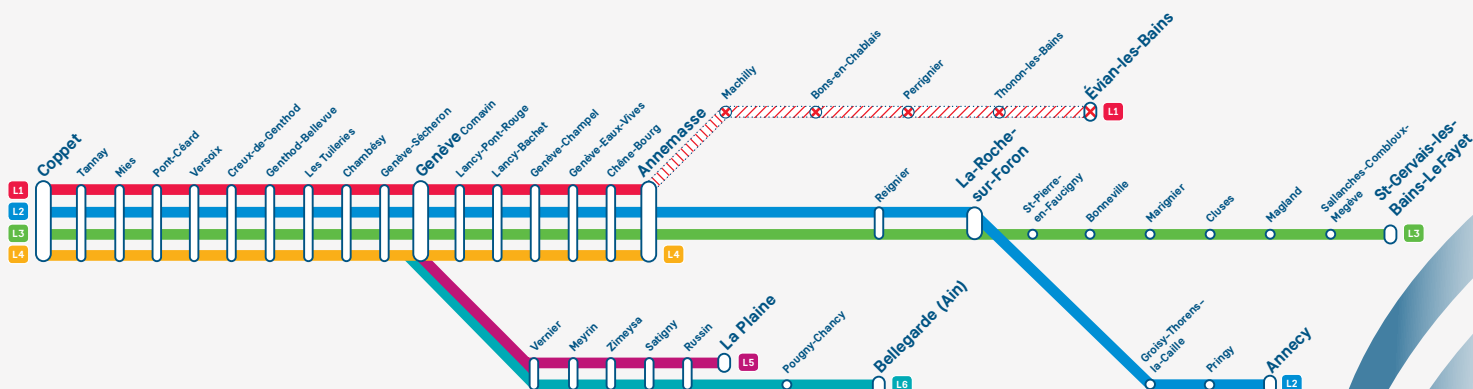 Coppet
Tannay
Mies
Pont-Céard
Versoix
Creux-de-Genthod
Genthod-Bellevue
Les Tuileries
Chambésy
Genève-Sécheron
Genève Cornavin
Lancy-Pont-Rouge
Lancy-Bachet
Genève-Champel
Genève-Eaux-Vives
Chêne-Bourg
Annemasse
Machilly
Bons-en-Chablais
Perrignier
Thonon-les-Bains
Évian-les-Bains
L1
L1
L2
L3
L4
L4
Reignier
La-Roche-
sur-Foron
St-Pierre-
en-Faucigny
Bonneville
Marignier
Cluses
Magland
Sallanches-Combloux-
Megève
St-Gervais-les-
Bains-LeFayet
L3
Vernier
Meyrin
Zimeysa
Satigny
Russin
La Plaine
L5
Pougny-Chancy
Bellegarde (Ain)
L6
Groisy-Thorens-
la-Caille
Pringy
Annecy
L2